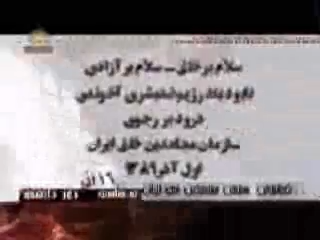 سلام بر خلق - سلام بر آزادی
نابود باد رژیم ضدبشری آخوندی
درود بر رجوی
سازمان مجاهدین خلق ایران
اول آذر ۱۳۸۹